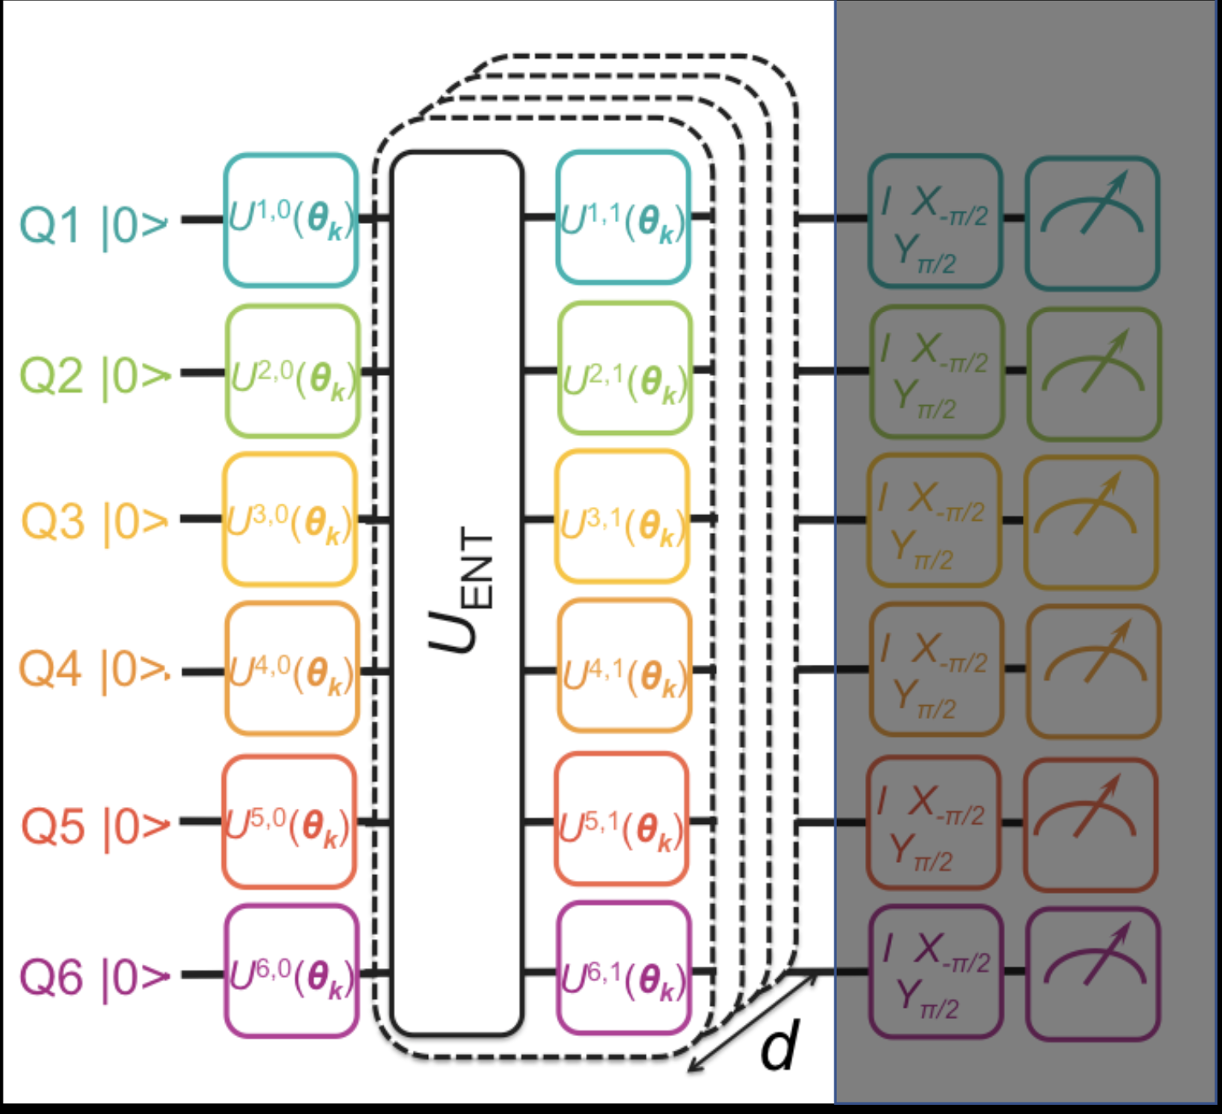 Q1 |0> U1,0(θk) U1,1(θk) I X-π/2
Yπ/2
Q2 |0> U2,0(θk) U2,1(θk) I X-π/2
Yπ/2
Q3 |0> U3,0(θk) U3,1(θk) I X-π/2
Yπ/2
UENT
Q4 |0> U4,0(θk) U4,1(θk) I X-π/2
Yπ/2
Q5 |0> U5,0(θk) U5,1(θk) I X-π/2
Yπ/2
Q6 |0> U6,0(θk) U6,1(θk) I X-π/2
Yπ/2
d